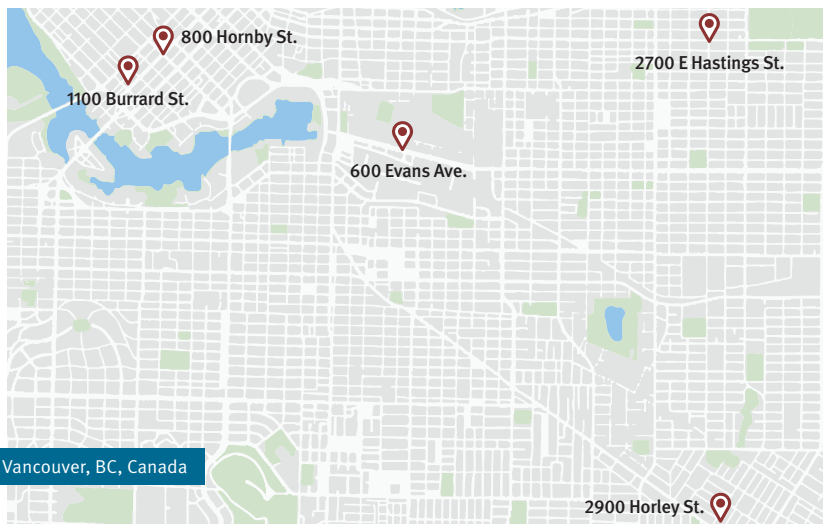 800 Hornby St.
2700 E Hastings St.
1100 Burrard St.
600 Evans Ave.
Vancouver, BC, Canada
2900 Horley St.